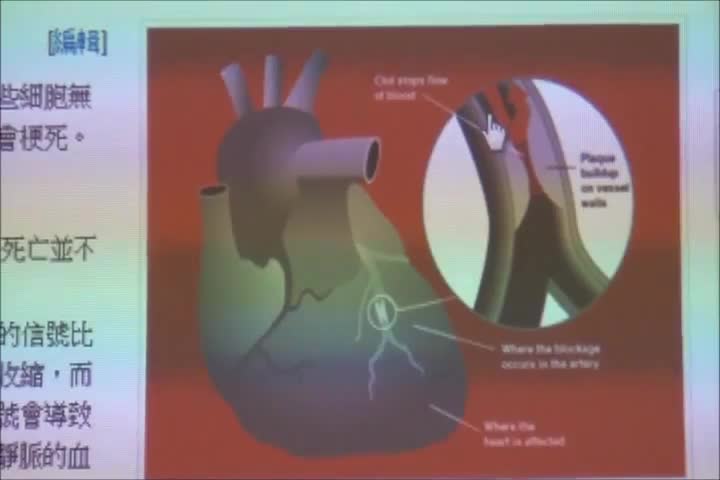 [編輯]
些細胞無
會梗死。
死亡並不
的信號比
收縮，而
號會導致
靜脈的血
Clot stops flow
of blood
Plaque
buildup
on vessel
walls
Where the blockage
occurs in the artery
Where the
heart is affected